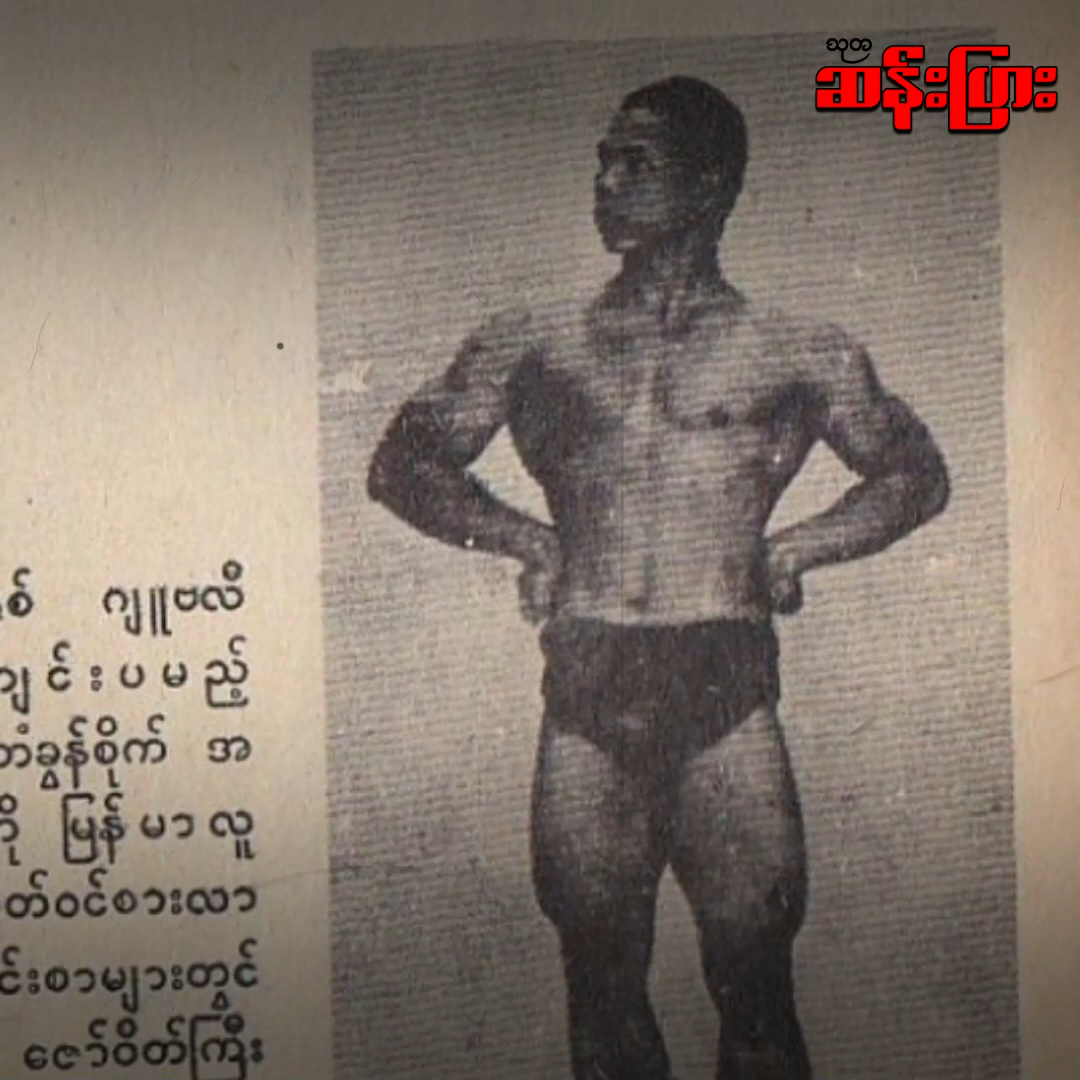 သုတ
ဆန်းပြား
ဂျူဗလိ
င်းပမည့်
ခွန်စိုက် အ
မြန်မာလူ
တ်ဝင်စားလာ
င်းစာများတွင်
ဇော်ဝိတ်ကြီး